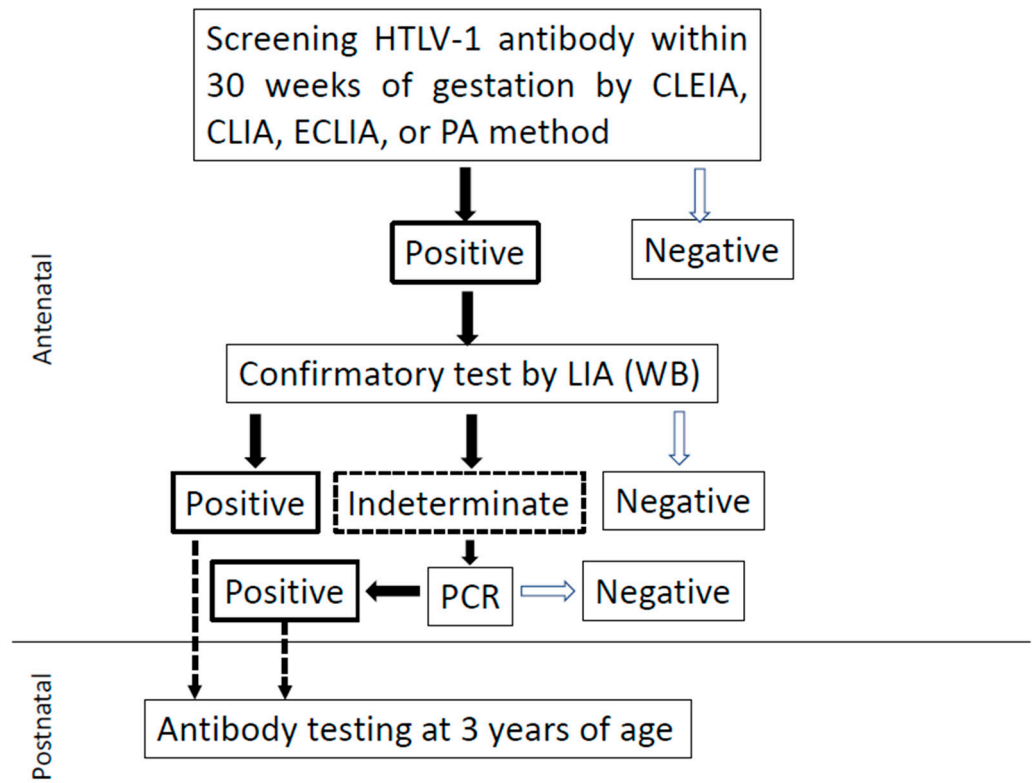 Screening HTLV-1 antibody within
30 weeks of gestation by CLEIA,
CLIA, ECLIA, or PA method
Positive
Negative
Antenatal
Confirmatory test by LIA (WB)
Positive
Indeterminate
Negative
Positive
PCR
Negative
Postnatal
Antibody testing at 3 years of age